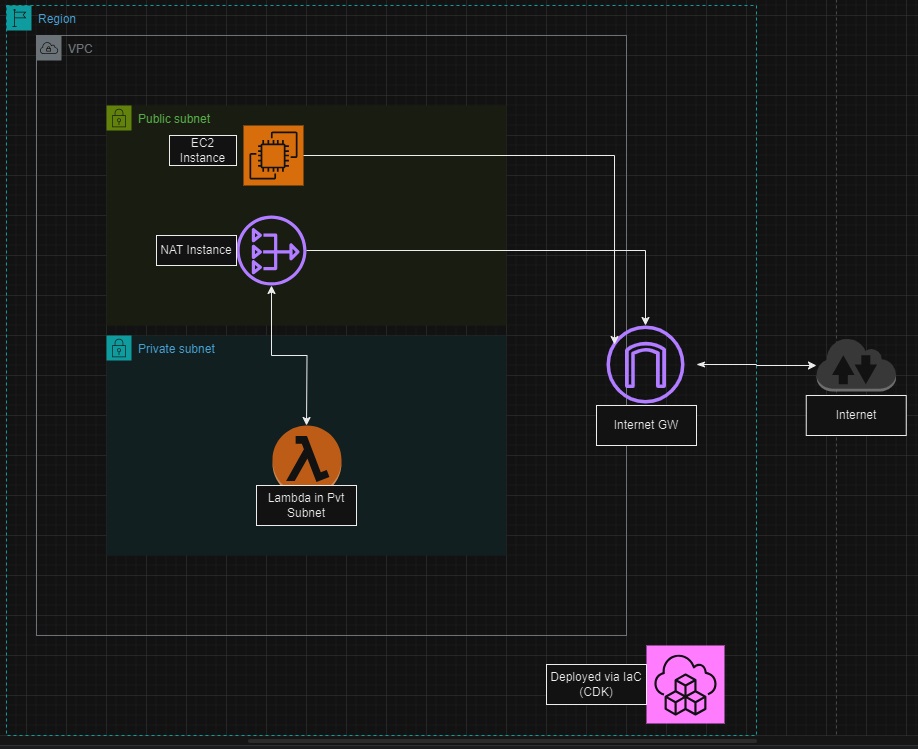 Region
VPC
Public subnet
EC2
Instance
NAT Instance
Private subnet
Internet GW
Internet
Lambda in Pvt
Subnet
Deployed via IaC
(CDK)